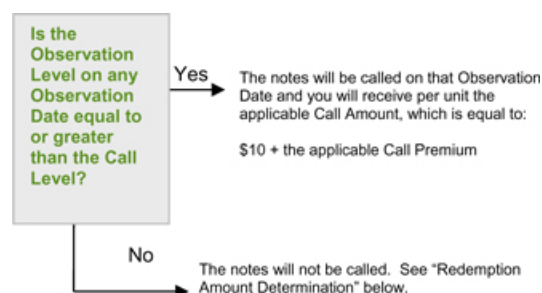 Is the
Observation
Level on any
Observation
Date equal to
or greater
than the Call
Level?
Yes
The notes will be called on that Observation
Date and you will receive per unit the
applicable Call Amount, which is equal to:
$10 + the applicable Call Premium
No
The notes will not be called.  See “Redemption
Amount Determination” below.